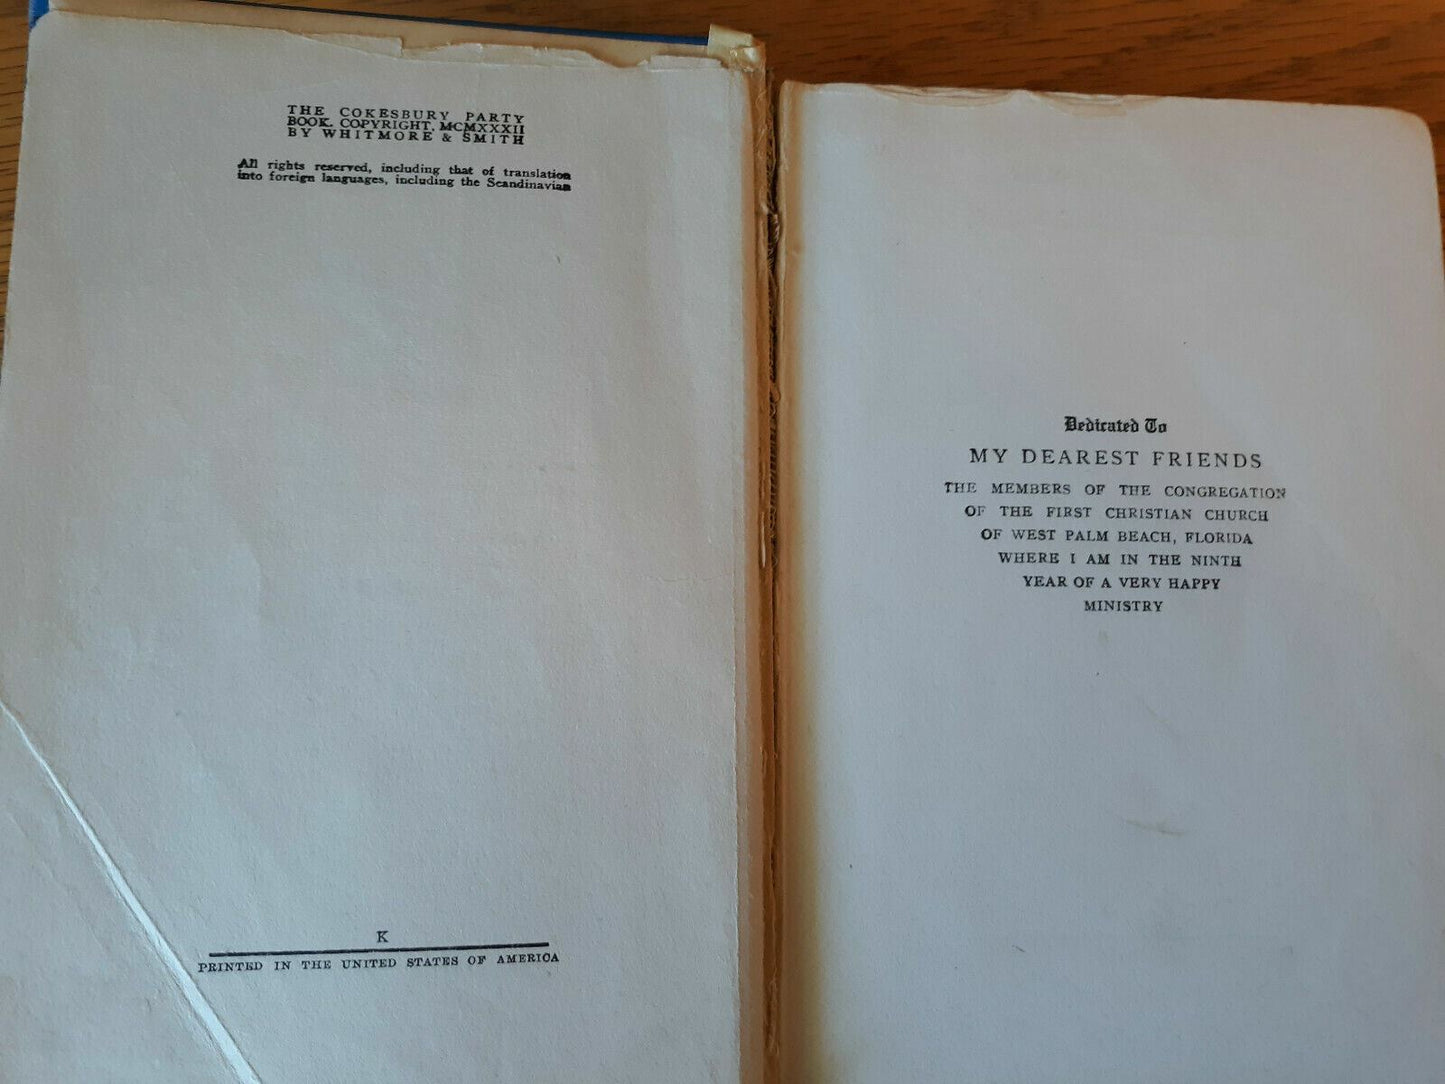 THE COKESBURY PARTY
BOOK. COPYRIGHT, MCMXXXII
BY WHITMORE & SMITH
All rights reserved, including that of translation
into foreign languages, including the Scandinavian
K
PRINTED IN THE UNITED STATES OF AMERICA
Dedicated To
MY DEAREST FRIENDS
THE MEMBERS OF THE CONGREGATION
OF THE FIRST CHRISTIAN CHURCH
OF WEST PALM BEACH, FLORIDA
WHERE I AM IN THE NINTH
YEAR OF A VERY HAPPY
MINISTRY